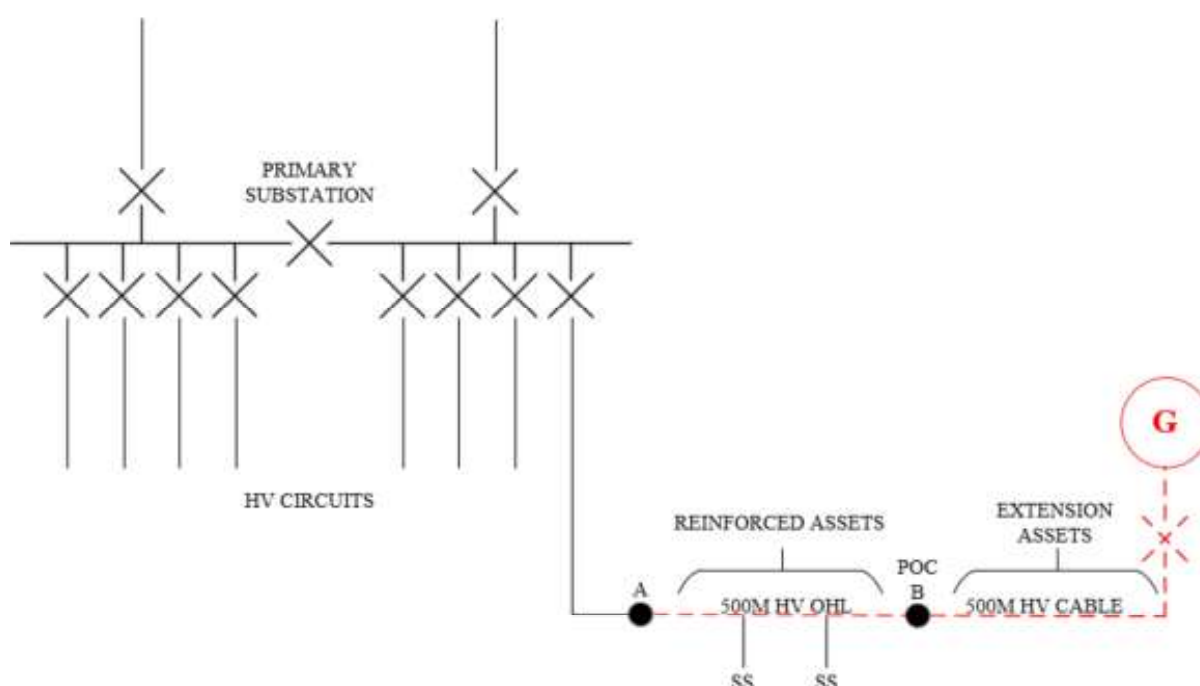 PRIMARY
SUBSTATION
G
HV CIRCUITS
REINFORCED ASSETS
EXTENSION
ASSETS
A
POC
B
500M HV OHL
500M HV CABLE
SS
SS